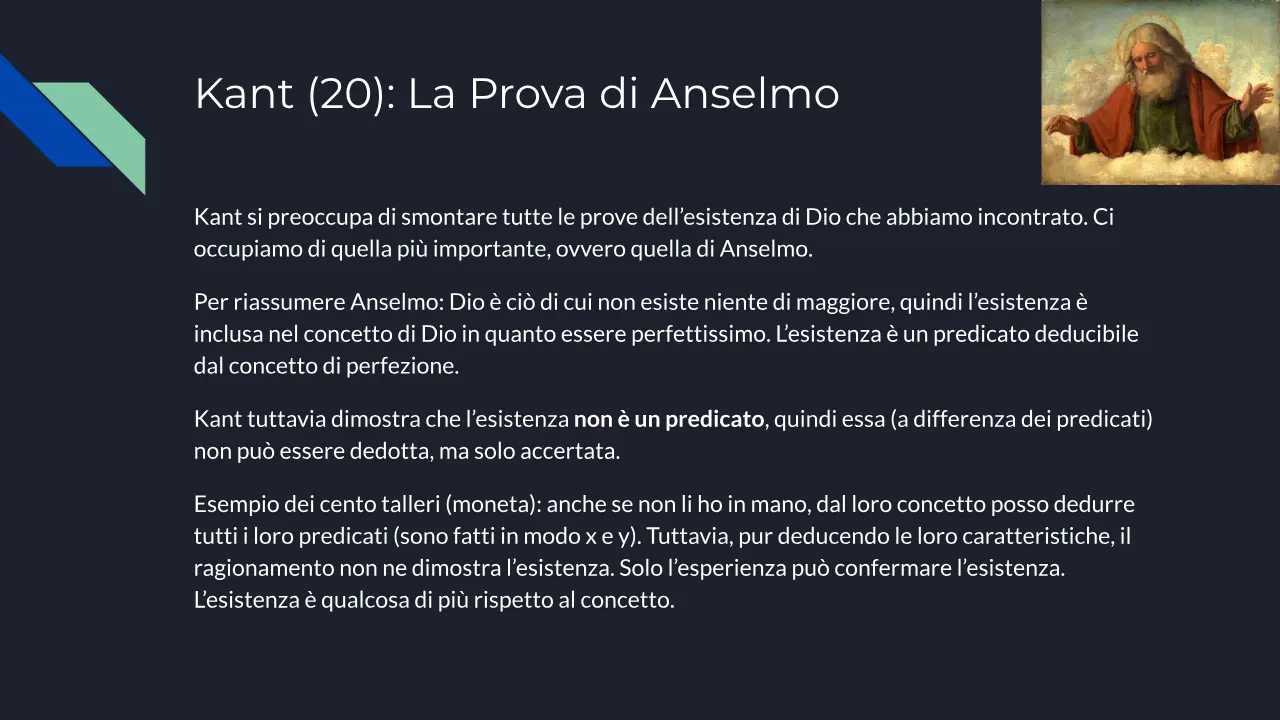 Kant (20): La Prova di Anselmo
Kant si preoccupa di smontare tutte le prove dell’esistenza di Dio che abbiamo incontrato. Ci
occupiamo di quella più importante, ovvero quella di Anselmo.
Per riassumere Anselmo: Dio è ciò di cui non esiste niente di maggiore, quindi l’esistenza è
inclusa nel concetto di Dio in quanto essere perfettissimo. L’esistenza è un predicato deducibile
dal concetto di perfezione.
Kant tuttavia dimostra che l’esistenza non è un predicato, quindi essa (a differenza dei predicati)
non può essere dedotta, ma solo accertata.
Esempio dei cento talleri (moneta): anche se non li ho in mano, dal loro concetto posso dedurre
tutti i loro predicati (sono fatti in modo x e y). Tuttavia, pur deducendo le loro caratteristiche, il
ragionamento non ne dimostra l’esistenza. Solo l’esperienza può confermare l’esistenza.
L’esistenza è qualcosa di più rispetto al concetto.